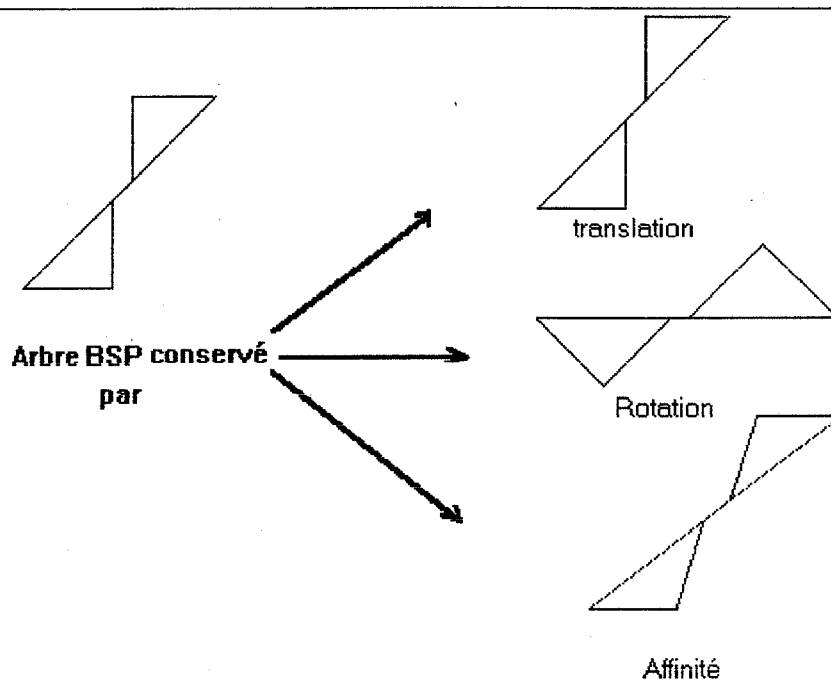 translation
Arbre BSP conservé
par
Rotation
Affinité